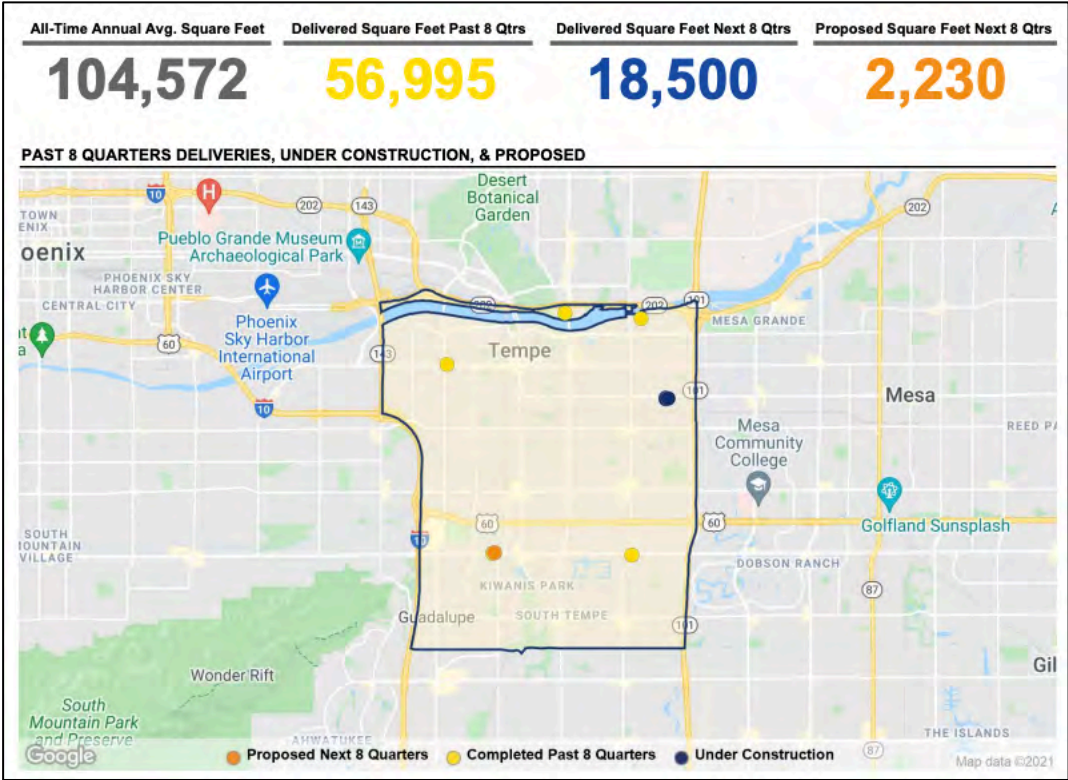 All-Time Annual Avg. Square Feet
Delivered Square Feet Past 8 Qtrs
Delivered Square Feet Next 8 Qtrs
Proposed Square Feet Next 8 Qtrs
104,572
56,995
18,500
2,230
PAST 8 QUARTERS DELIVERIES, UNDER CONSTRUCTION, & PROPOSED
Desert
Botanical
Garden
10
H
202
143
202
TOWN
ENIX
oenix
Pueblo Grande Museum
Archaeological Park
PHOENIX SKY
HARBOR CENTER
CENTRAL CITY
202
202
101
MESA GRANDE
Phoenix
Sky Harbor
International
Airport
60
143
Tempe
10
101
Mesa
Mesa
Community
College
REED PA
60
60
Golfland Sunsplash
SOUTH
MOUNTAIN
VILLAGE
10
DOBSON RANCH
KIWANIS PARK
87
Guadalupe
SOUTH TEMPE
101
Wonder Rift
Gil
South
Mountain Park
and Preserve
THE ISLANDS
AHWATUKEE
87
Google
Proposed Next 8 Quarters
Completed Past 8 Quarters
Under Construction
Map data ©2021